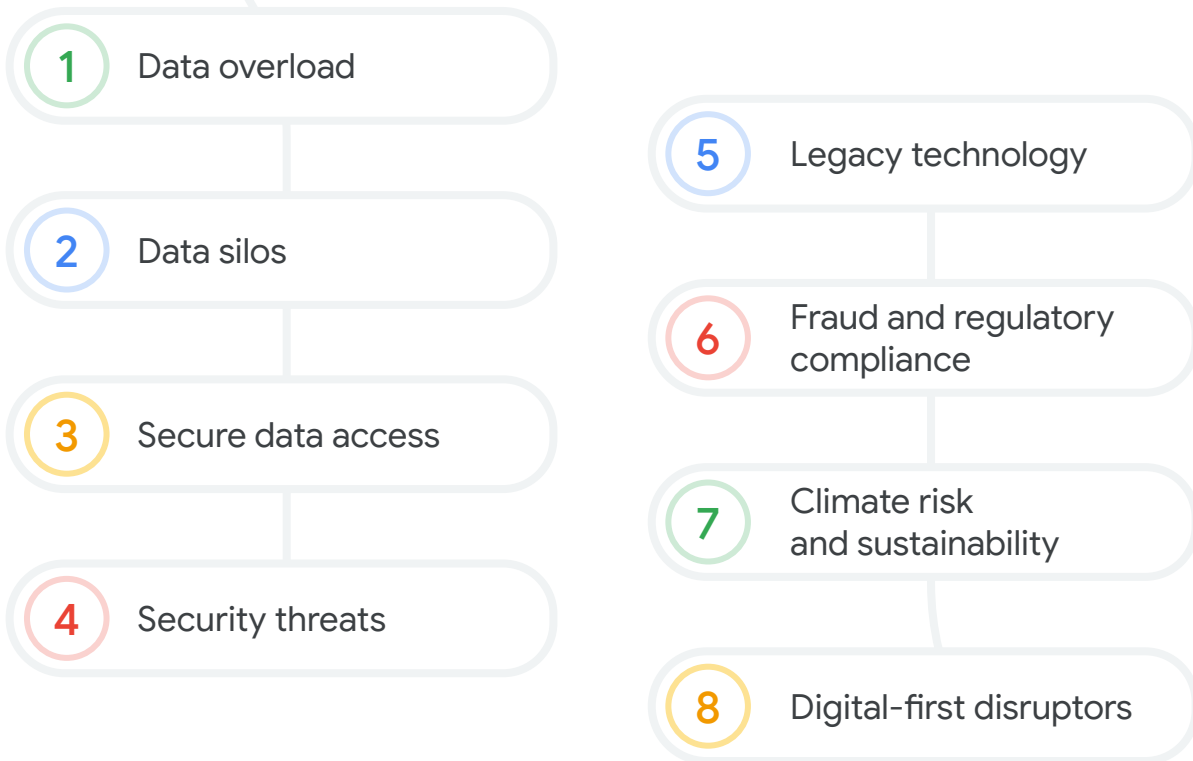 1
Data overload
2
Data silos
3
Secure data access
4
Security threats
5
Legacy technology
6
Fraud and regulatory
compliance
7
Climate risk
and sustainability
8
Digital-first disruptors